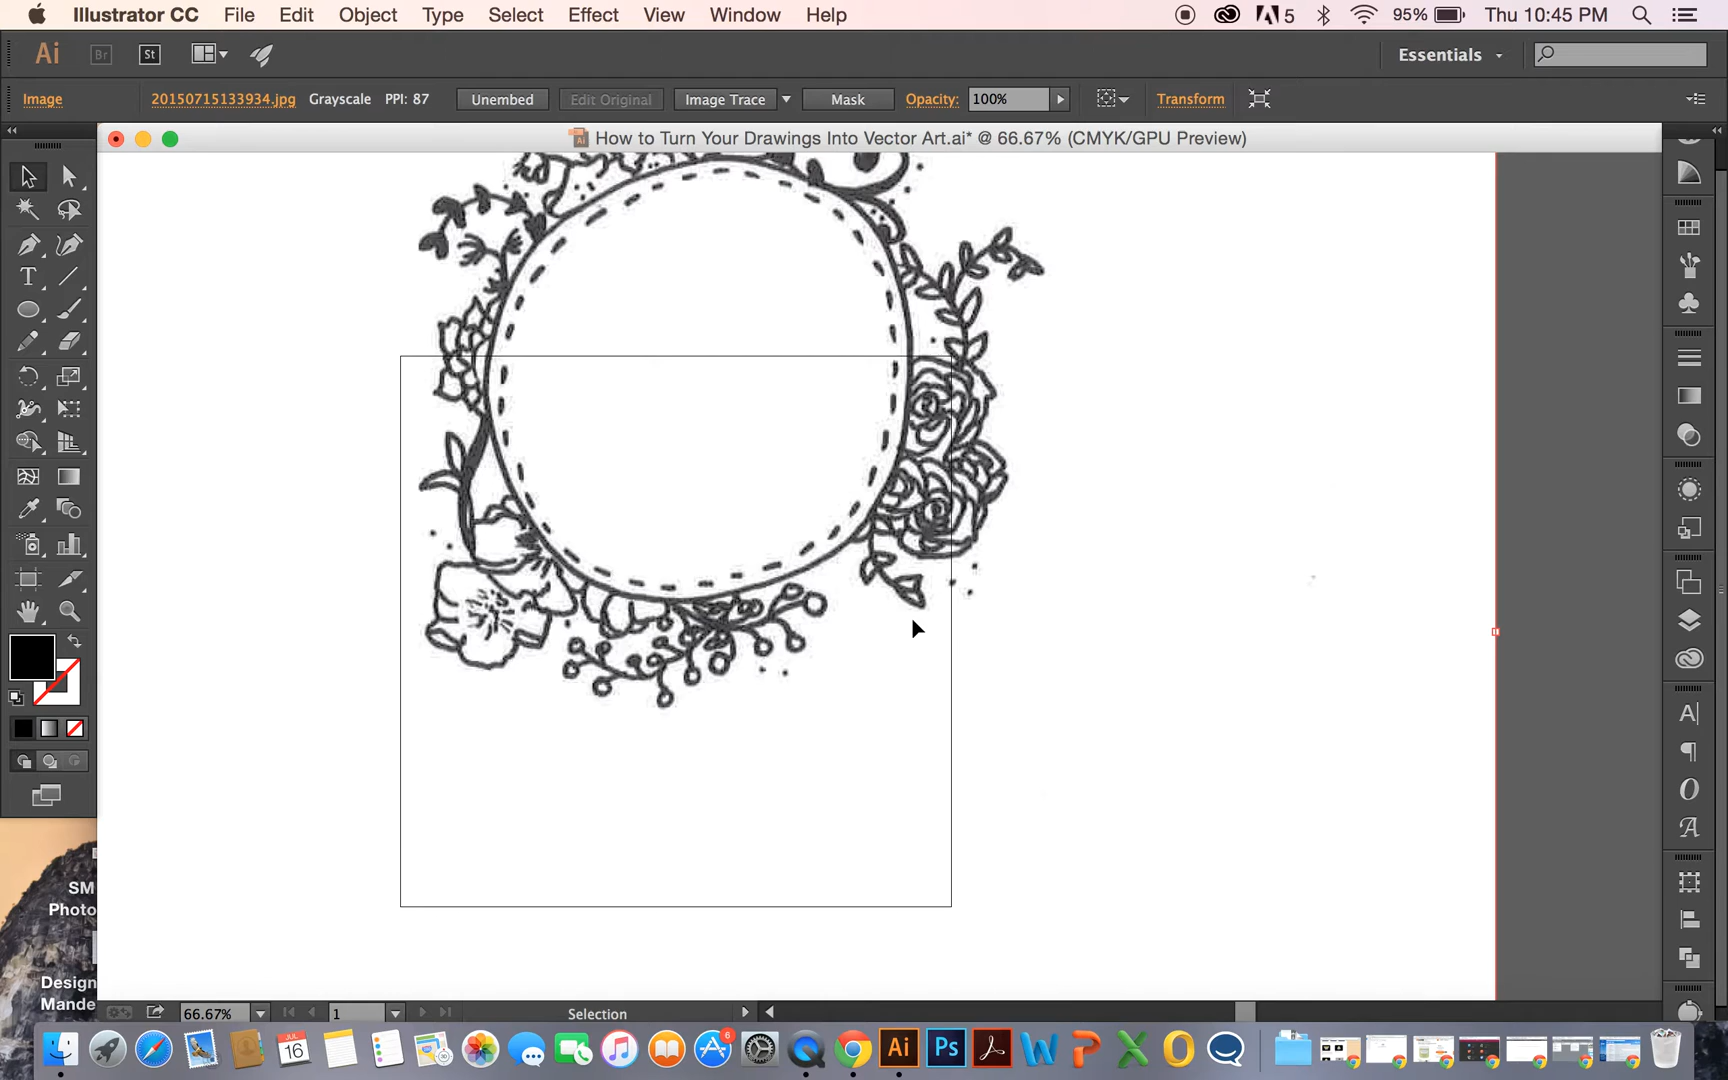 Illustrator CC File Edit Object Type Select Effect View Window Help 5 95% Thu 10:45 PM
Ai Br St Essentials
Image 20150715133934.jpg Grayscale PPI: 87 Unembed Edit Original Image Trace Mask Opacity: 100% Transform
How to Turn Your Drawings Into Vector Art.ai* @ 66.67% (CMYK/GPU Preview)
SM
Photo
Design
Mande
66.67% 1 Selection
JUL
16
6
Ai Ps